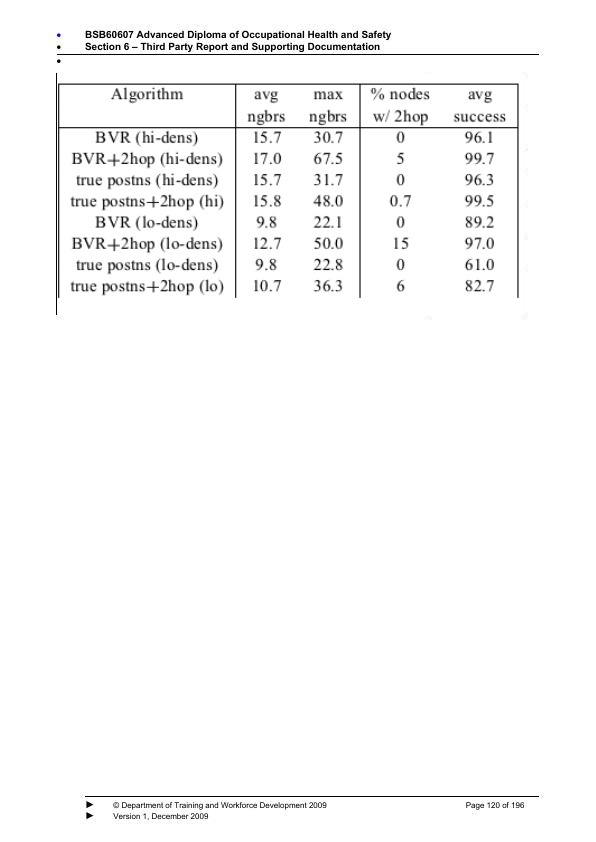 BSB60607 Advanced Diploma of Occupational Health and Safety
Section 6 – Third Party Report and Supporting Documentation
Algorithm avg max % nodes avg
ngbrs ngbrs w/ 2hop success
BVR (hi-dens) 15.7 30.7 0 96.1
BVR+2hop (hi-dens) 17.0 67.5 5 99.7
true postns (hi-dens) 15.7 31.7 0 96.3
true postns+2hop (hi) 15.8 48.0 0.7 99.5
BVR (lo-dens) 9.8 22.1 0 89.2
BVR+2hop (lo-dens) 12.7 50.0 15 97.0
true postns (lo-dens) 9.8 22.8 0 61.0
true postns+2hop (lo) 10.7 36.3 6 82.7
© Department of Training and Workforce Development 2009 Page 120 of 196
Version 1, December 2009